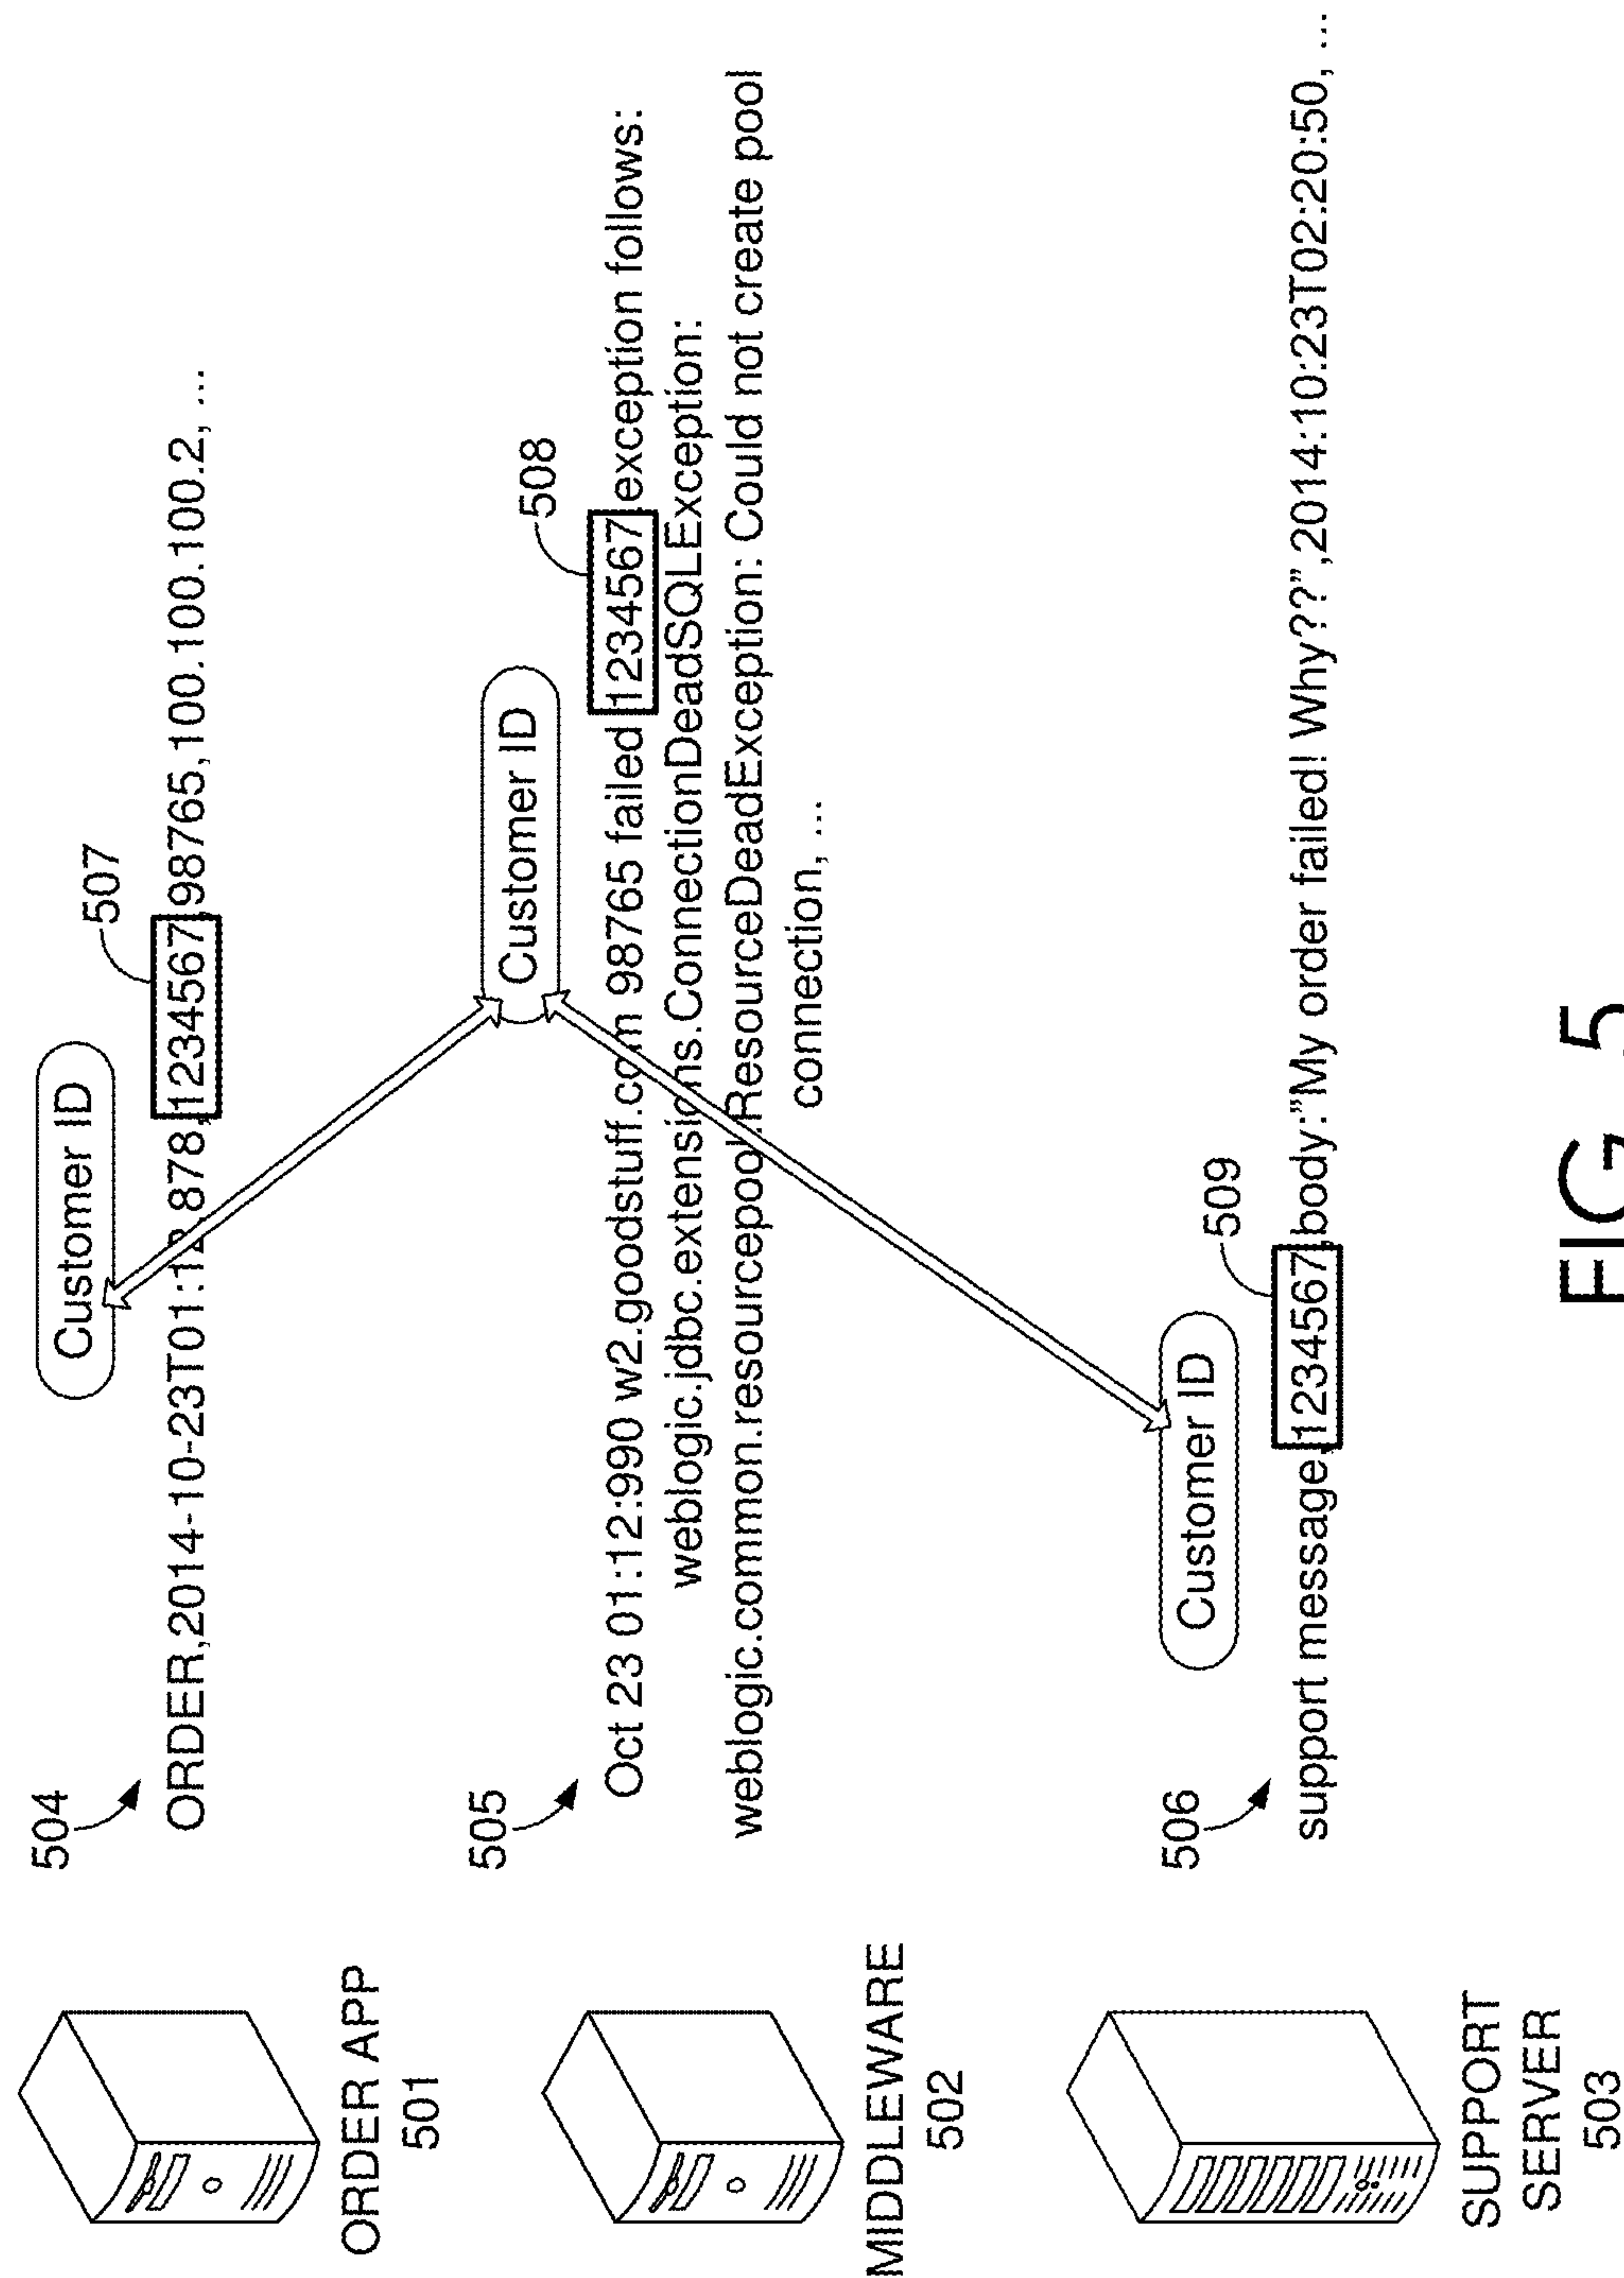 504
Customer ID
507
ORDER,2014-10-23T01:12:878,1234567,98765,100.100.100.2, ...
ORDER APP
501
505
Customer ID
508
Oct 23 01:12:990 w2.goodstuff.com 98765 failed 1234567 exception follows:
weblogic.jdbc.extensions.ConnectionDeadSQLException:
weblogic.common.resourcepool.ResourceDeadException: Could not create pool
connection, ...
MIDDLEWARE
502
506
Customer ID
509
support message,1234567,body:"My order failed! Why??",2014:10:23T02:20:50, ...
SUPPORT
SERVER
503
FIG. 5